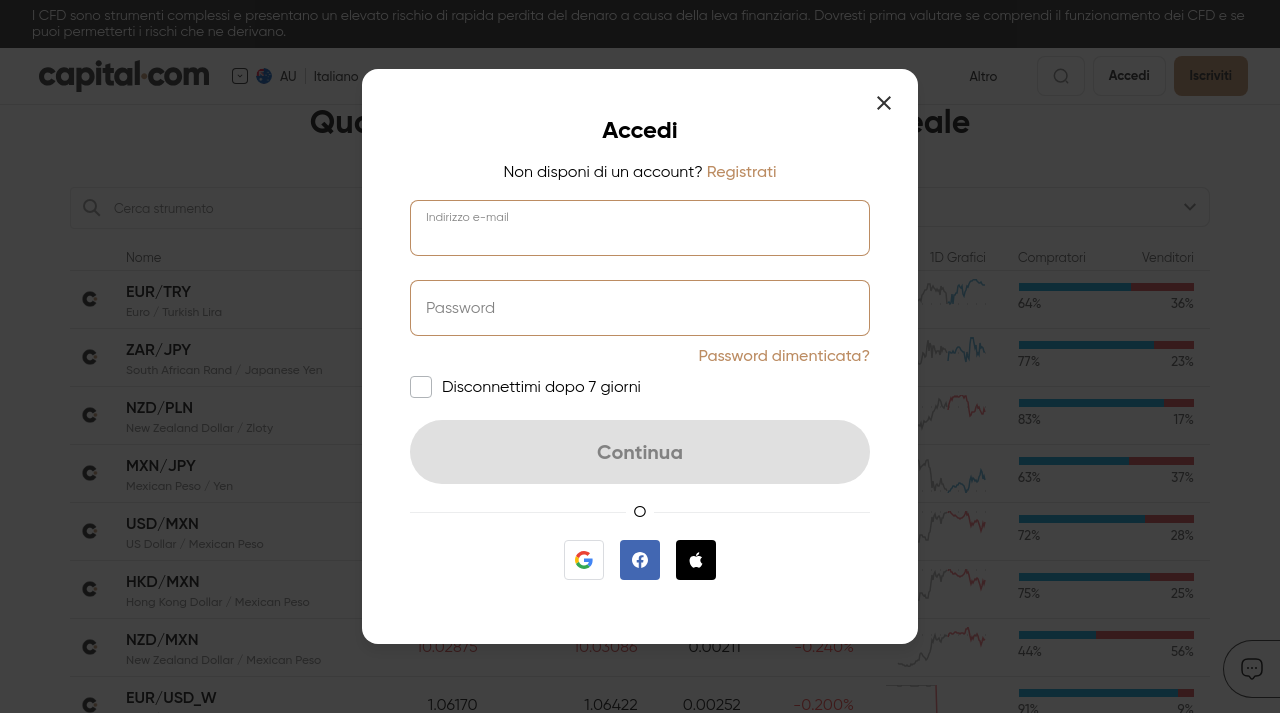 I CFD sono strumenti complessi e presentano un elevato rischio di rapida perdita del denaro a causa della leva finanziaria. Dovresti prima valutare se comprendi il funzionamento dei CFD e se
puoi permetterti i rischi che ne derivano.
capital.com
AU
Italiano
Altro
Accedi
Iscriviti
Quo
eale
Cerca strumento
Nome
1D Grafici
Compratori
Venditori
EUR/TRY
Euro / Turkish Lira
64%
36%
ZAR/JPY
South African Rand / Japanese Yen
77%
23%
NZD/PLN
New Zealand Dollar / Zloty
83%
17%
MXN/JPY
Mexican Peso / Yen
63%
37%
USD/MXN
US Dollar / Mexican Peso
72%
28%
HKD/MXN
Hong Kong Dollar / Mexican Peso
75%
25%
NZD/MXN
New Zealand Dollar / Mexican Peso
10.02875
10.03086
0.00211
-0.240%
44%
56%
EUR/USD_W
1.06170
1.06422
0.00252
-0.200%
91%
9%
Accedi
Non disponi di un account? Registrati
Indirizzo e-mail
Password
Password dimenticata?
Disconnettimi dopo 7 giorni
Continua
O